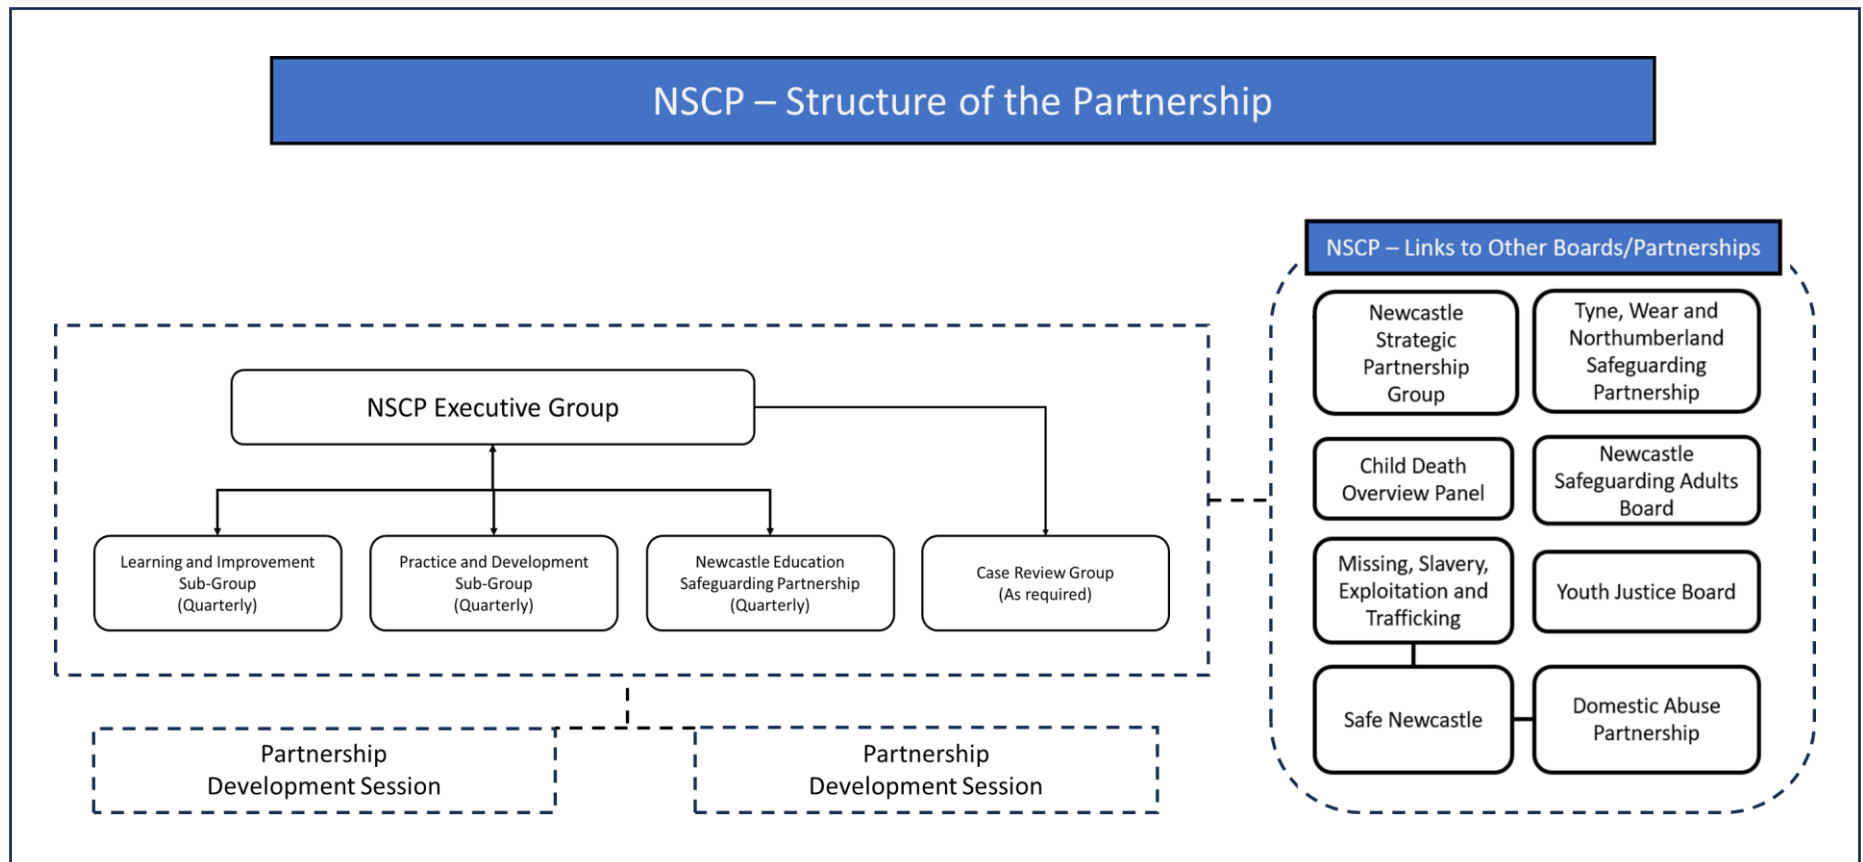 NSCP – Structure of the Partnership
NSCP – Links to Other Boards/Partnerships
NSCP Executive Group
Learning and Improvement
Sub-Group
(Quarterly)
Practice and Development
Sub-Group
(Quarterly)
Newcastle Education
Safeguarding Partnership
(Quarterly)
Case Review Group
(As required)
Partnership
Development Session
Partnership
Development Session
Newcastle
Strategic
Partnership
Group
Tyne, Wear and
Northumberland
Safeguarding
Partnership
Child Death
Overview Panel
Newcastle
Safeguarding Adults
Board
Missing, Slavery,
Exploitation and
Trafficking
Youth Justice Board
Safe Newcastle
Domestic Abuse
Partnership